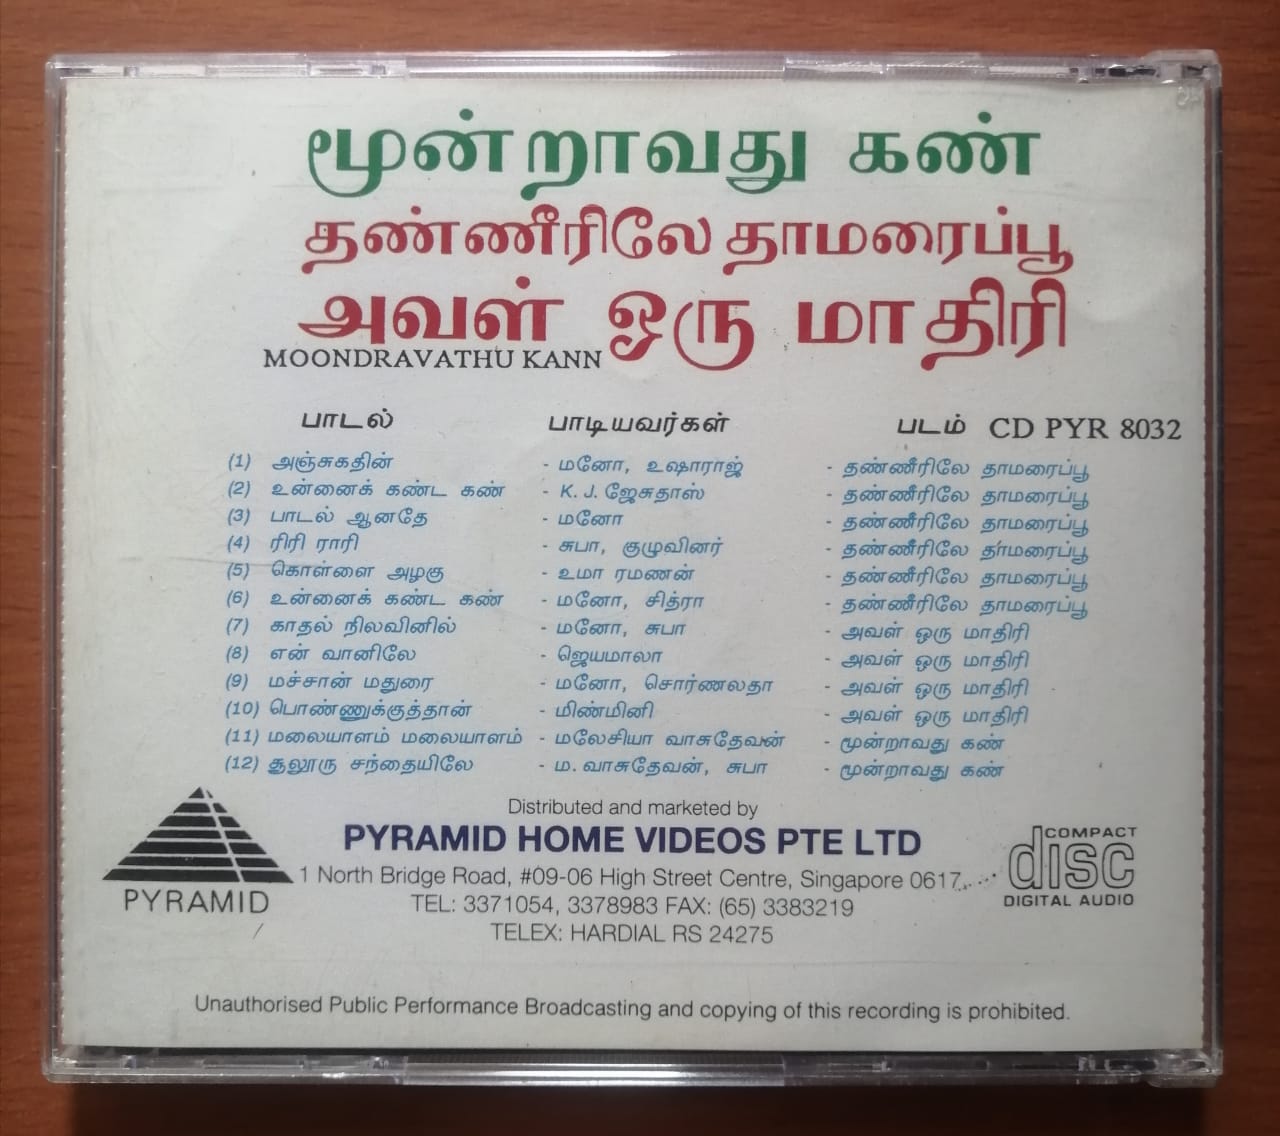 மூன்றாவது கண்
தண்ணீரிலே தாமரைப்பூ
அவள் ஒரு மாதிரி
MOONDRAVATHU KANN
பாடல் பாடியவர்கள் படம் CD PYR 8032
(1) அஞ்சுகதின் - மனோ, உஷாராஜ் - தண்ணீரிலே தாமரைப்பூ
(2) உன்னைக் கண்ட கண் - K. J. ஜேசுதாஸ் - தண்ணீரிலே தாமரைப்பூ
(3) பாடல் ஆனதே - மனோ - தண்ணீரிலே தாமரைப்பூ
(4) ரிரி ராரி - சுபா, குழுவினர் - தண்ணீரிலே தாமரைப்பூ
(5) கொள்ளை அழகு - உமா ரமணன் - தண்ணீரிலே தாமரைப்பூ
(6) உன்னைக் கண்ட கண் - மனோ, சித்ரா - தண்ணீரிலே தாமரைப்பூ
(7) காதல் நிலவினில் - மனோ, சுபா - அவள் ஒரு மாதிரி
(8) என் வானிலே - ஜெயமாலா - அவள் ஒரு மாதிரி
(9) மச்சான் மதுரை - மனோ, சொர்ணலதா - அவள் ஒரு மாதிரி
(10) பொண்ணுக்குத்தான் - மிண்மினி - அவள் ஒரு மாதிரி
(11) மலையாளம் மலையாளம் - மலேசியா வாசுதேவன் - மூன்றாவது கண்
(12) சூலூரு சந்தையிலே - ம. வாசுதேவன், சுபா - மூன்றாவது கண்
Distributed and marketed by
PYRAMID HOME VIDEOS PTE LTD
1 North Bridge Road, #09-06 High Street Centre, Singapore 0617
TEL: 3371054, 3378983 FAX: (65) 3383219
TELEX: HARDIAL RS 24275
PYRAMID
COMPACT
disc
DIGITAL AUDIO
Unauthorised Public Performance Broadcasting and copying of this recording is prohibited.